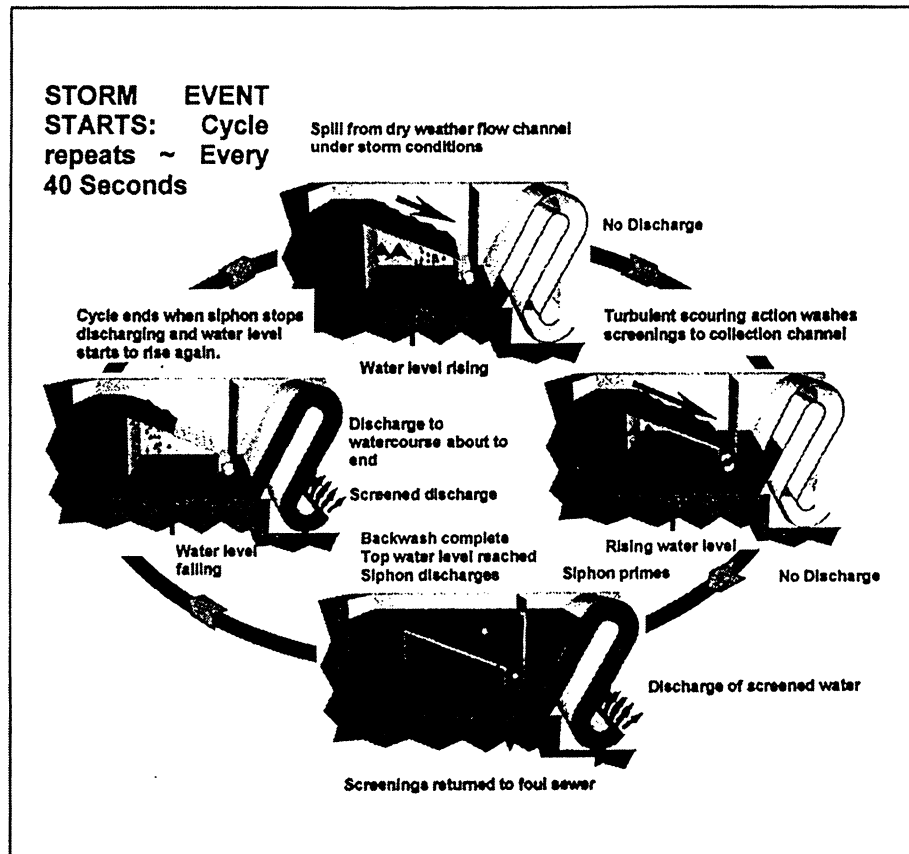 STORM EVENT
STARTS: Cycle
repeats ~ Every
40 Seconds
Spill from dry weather flow channel
under storm conditions
No Discharge
Cycle ends when siphon stops
discharging and water level
starts to rise again.
Turbulent scouring action washes
screenings to collection channel
Water level rising
Discharge to
watercourse about to
end
Screened discharge
Water level
falling
Backwash complete
Top water level reached
Siphon discharges
Rising water level
Siphon primes
No Discharge
Discharge of screened water
Screenings returned to foul sewer